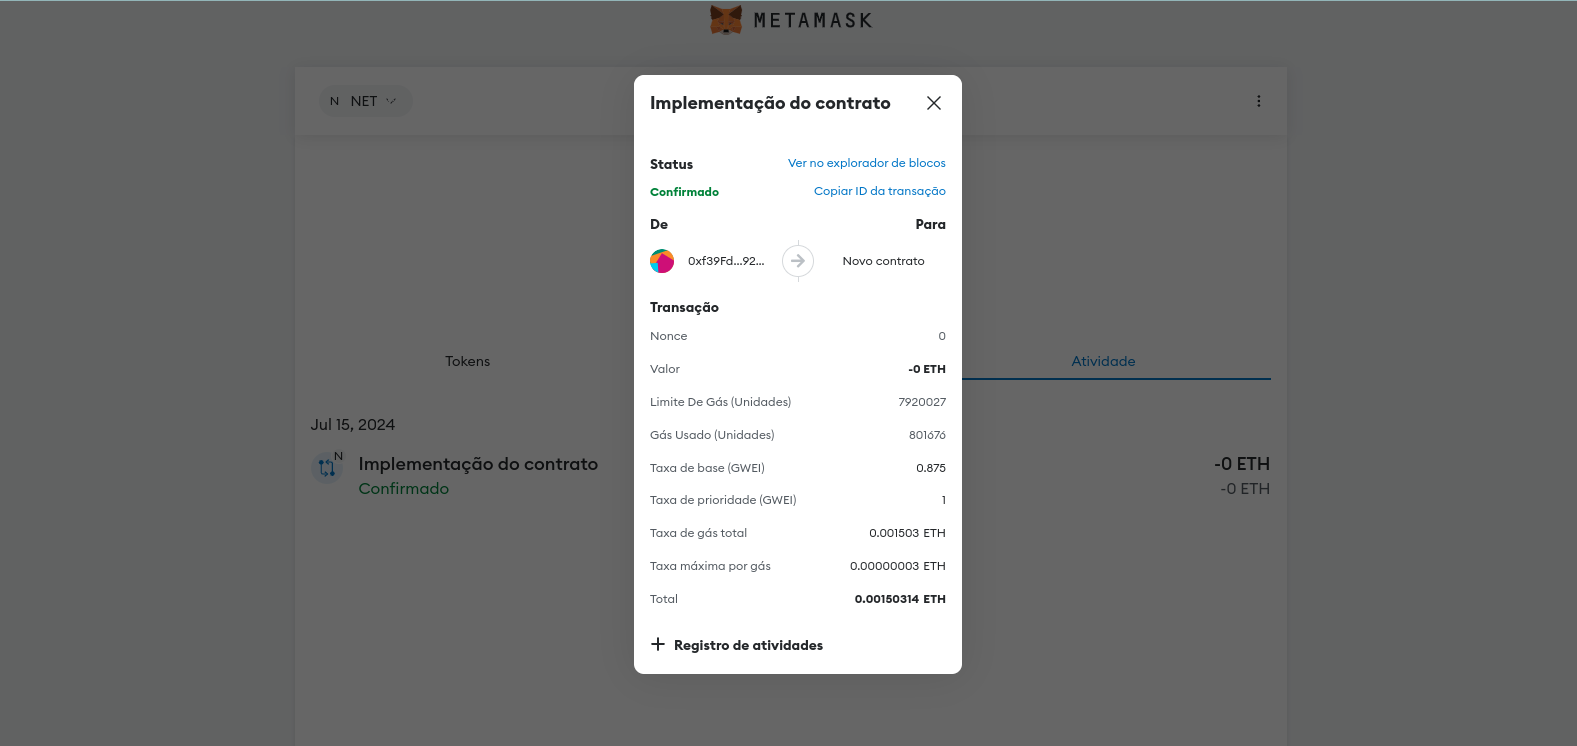 METAMASK
N NET
Implementação do contrato
Status Ver no explorador de blocos
Confirmado Copiar ID da transação
De Para
0xf39Fd...92... Novo contrato
Transação
Nonce 0
Valor -0 ETH
Limite De Gás (Unidades) 7920027
Gás Usado (Unidades) 801676
Taxa de base (GWEI) 0.875
Taxa de prioridade (GWEI) 1
Taxa de gás total 0.001503 ETH
Taxa máxima por gás 0.00000003 ETH
Total 0.00150314 ETH
Registro de atividades
Tokens Atividade
Jul 15, 2024
N
Implementação do contrato -0 ETH
Confirmado -0 ETH